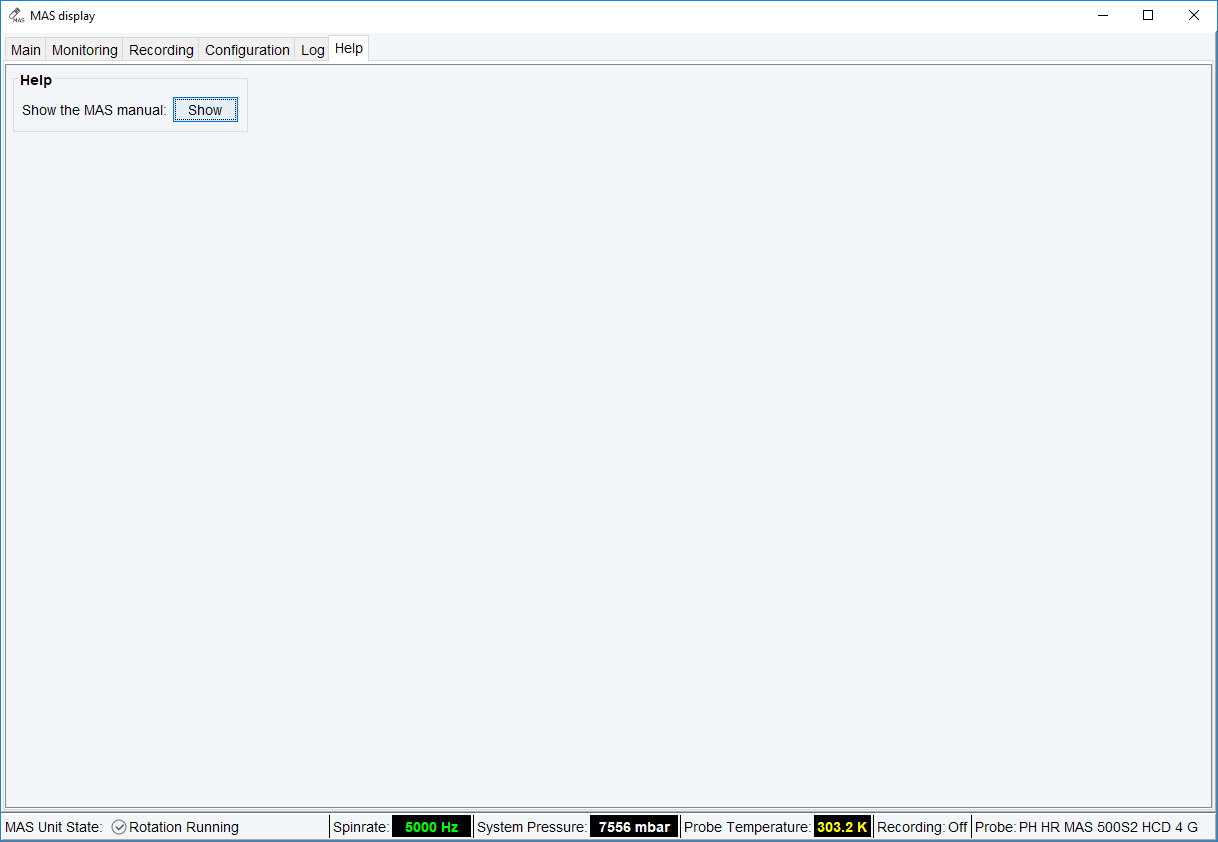 MAS display
Main Monitoring Recording Configuration Log Help
Help
Show the MAS manual: Show
MAS Unit State: Rotation Running Spinrate: 5000 Hz System Pressure: 7556 mbar Probe Temperature: 303.2 K Recording: Off Probe: PH HR MAS 500S2 HCD 4 G